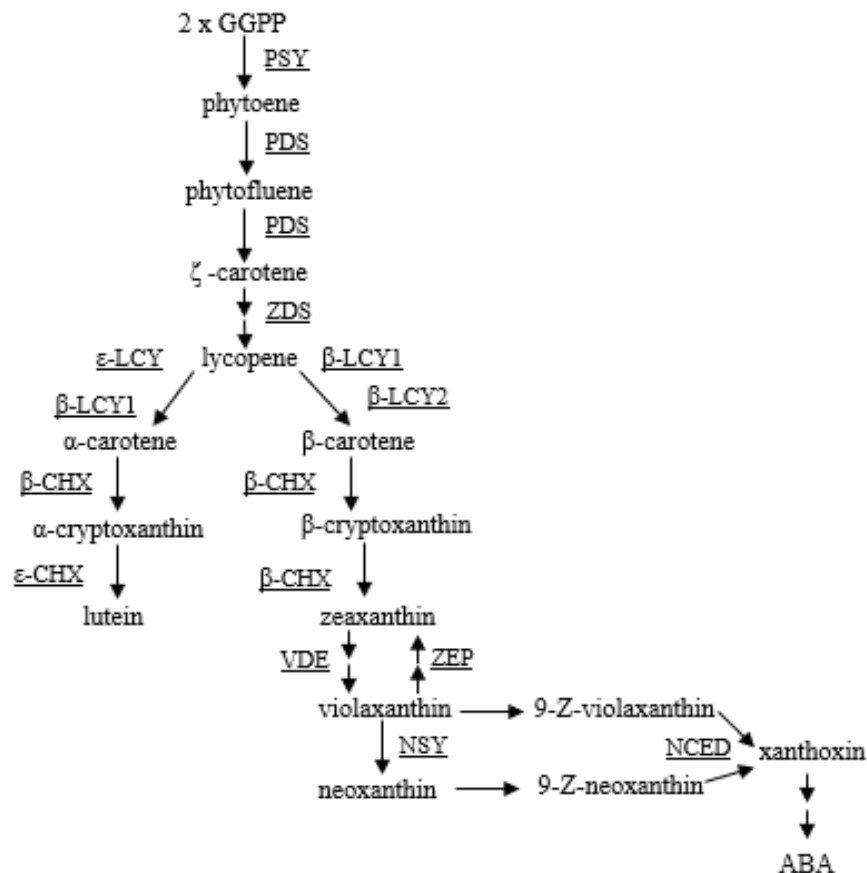 2 x GGPP
PSY
phytoene
PDS
phytofluene
PDS
ζ -carotene
ZDS
ε-LCY lycopene β-LCY1
β-LCY1 β-LCY2
α-carotene β-carotene
β-CHX β-CHX
α-cryptoxanthin β-cryptoxanthin
ε-CHX β-CHX
lutein zeaxanthin
VDE ZEP
violaxanthin 9-Z-violaxanthin
NSY NCED xanthoxin
neoxanthin 9-Z-neoxanthin
ABA